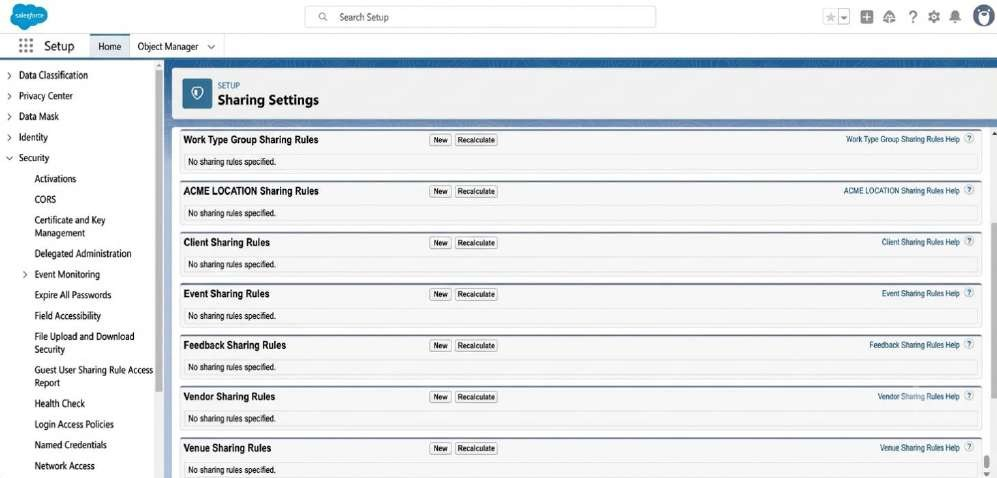 salesforce
Search Setup
Setup
Home
Object Manager
Data Classification
Privacy Center
Data Mask
Identity
Security
Activations
CORS
Certificate and Key
Management
Delegated Administration
Event Monitoring
Expire All Passwords
Field Accessibility
File Upload and Download
Security
Guest User Sharing Rule Access
Report
Health Check
Login Access Policies
Named Credentials
Network Access
SETUP
Sharing Settings
Work Type Group Sharing Rules New Recalculate Work Type Group Sharing Rules Help ?
No sharing rules specified.
ACME LOCATION Sharing Rules New Recalculate ACME LOCATION Sharing Rules Help ?
No sharing rules specified.
Client Sharing Rules New Recalculate Client Sharing Rules Help ?
No sharing rules specified.
Event Sharing Rules New Recalculate Event Sharing Rules Help ?
No sharing rules specified.
Feedback Sharing Rules New Recalculate Feedback Sharing Rules Help ?
No sharing rules specified.
Vendor Sharing Rules New Recalculate Vendor Sharing Rules Help ?
No sharing rules specified.
Venue Sharing Rules New Recalculate Venue Sharing Rules Help ?
No sharing rules specified.